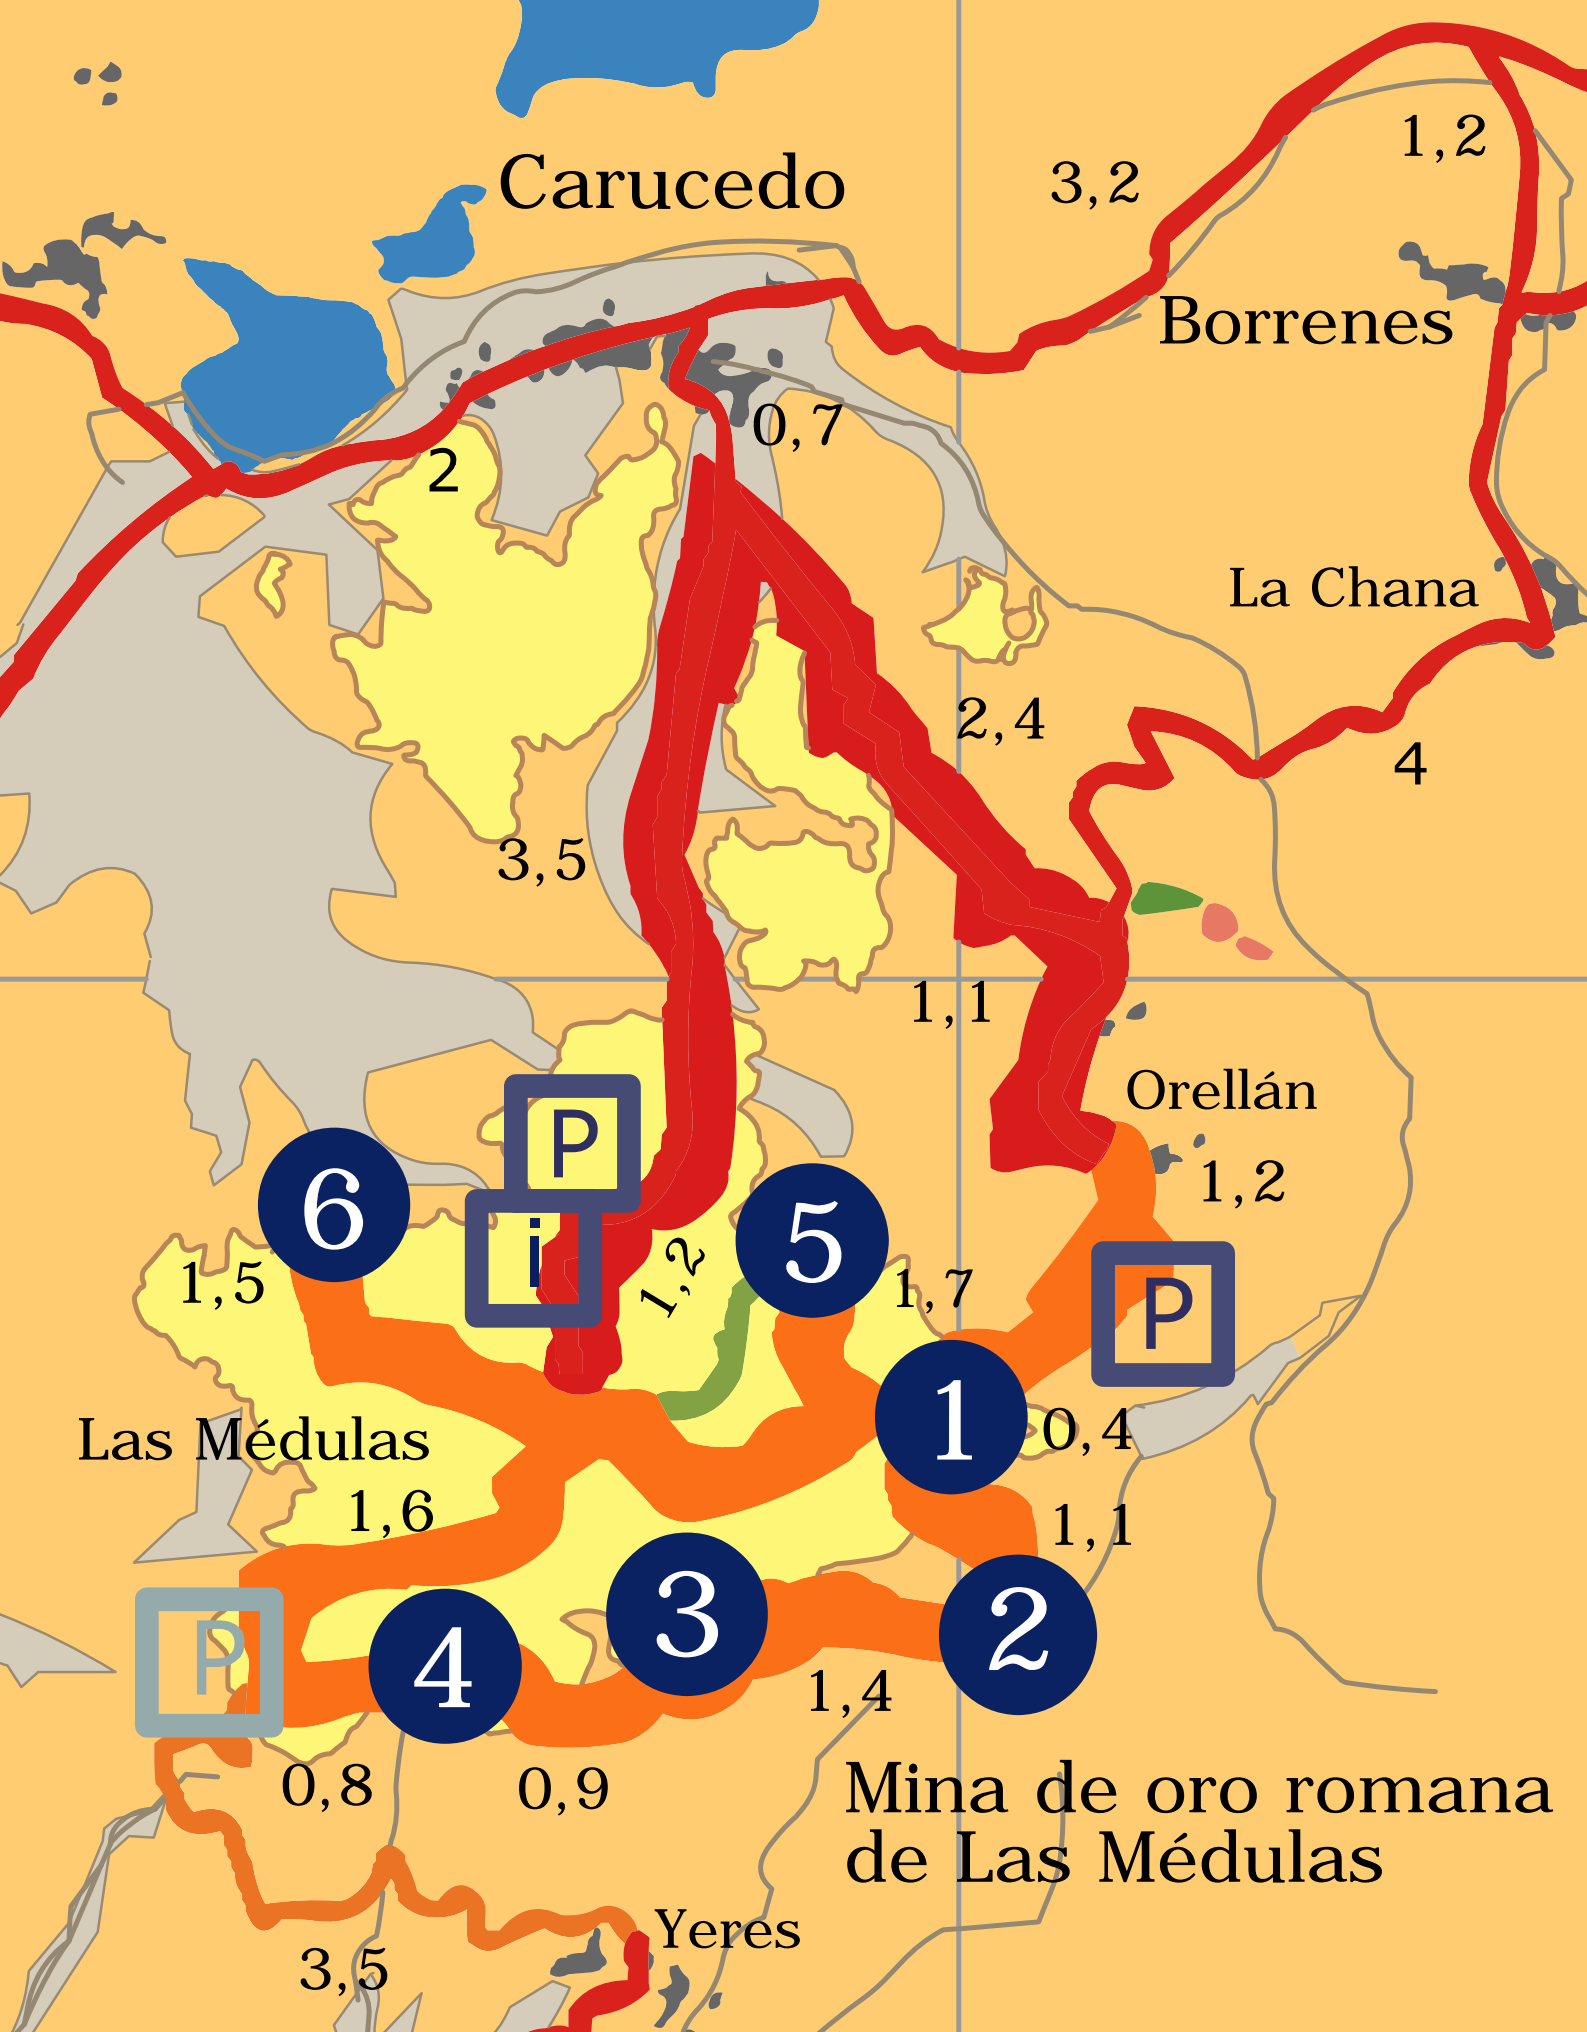 1,2
3,2
Carucedo
Borrenes
0,7
2
La Chana
2,4
4
3,5
1,1
Orellán
P
1,2
6
i
5
1,2
1,5
1,7
P
1
0,4
Las Médulas
1,6
1,1
3
2
P
4
1,4
0,8
0,9
Mina de oro romana
de Las Médulas
Yeres
3,5